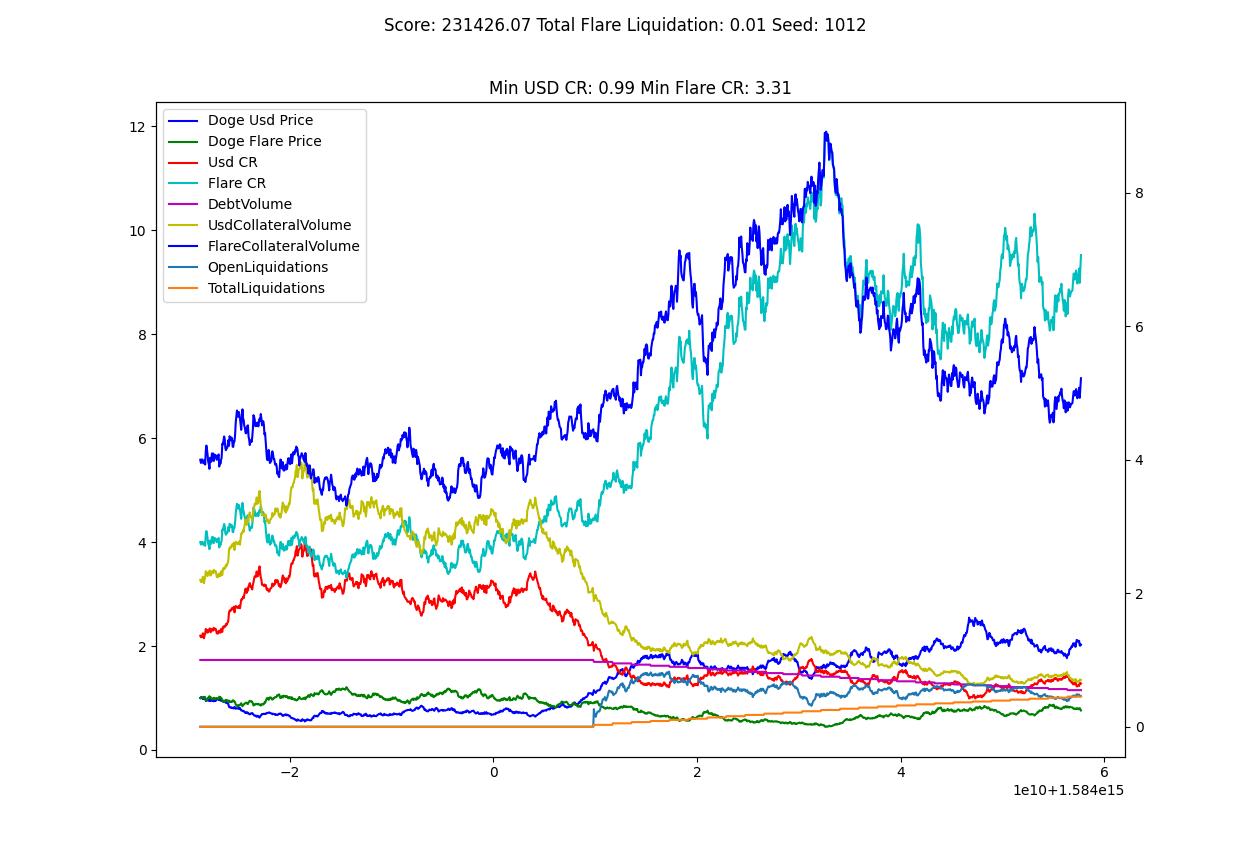 Score: 231426.07 Total Flare Liquidation: 0.01 Seed: 1012
Min USD CR: 0.99 Min Flare CR: 3.31
Doge Usd Price
Doge Flare Price
Usd CR
Flare CR
DebtVolume
UsdCollateralVolume
FlareCollateralVolume
OpenLiquidations
TotalLiquidations
12
10
8
6
4
2
0
8
6
4
2
0
−2 0 2 4 6
1e10+1.584e15